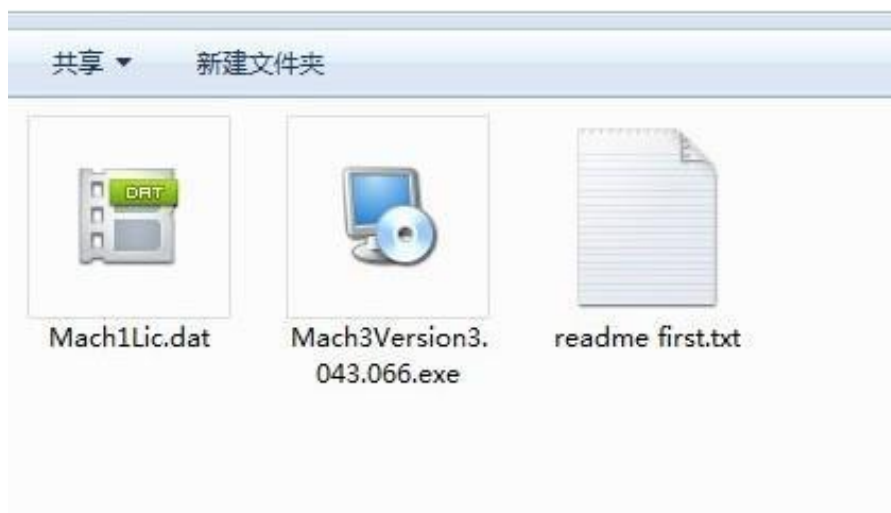 共享 新建文件夹
DAT
Mach1Lic.dat Mach3Version3. readme first.txt
043.066.exe